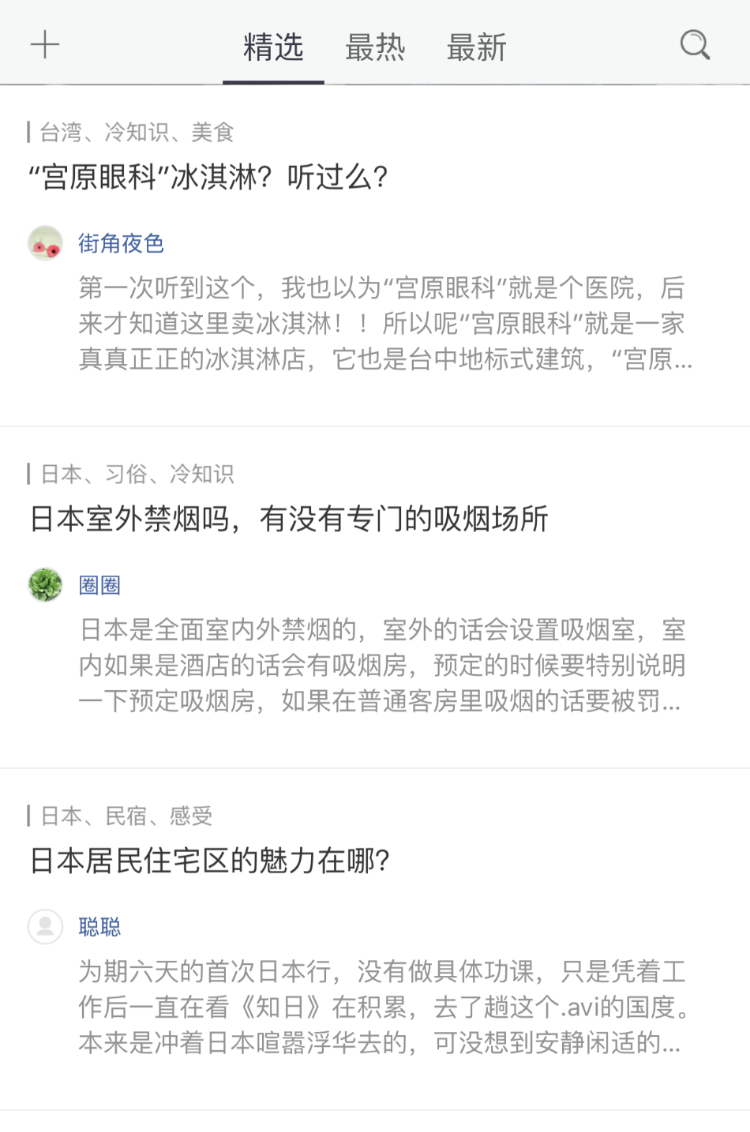 精选 最热 最新
台湾、冷知识、美食
“宫原眼科”冰淇淋？听过么？
街角夜色
第一次听到这个，我也以为“宫原眼科”就是个医院，后
来才知道这里卖冰淇淋！！所以呢“宫原眼科”就是一家
真真正正的冰淇淋店，它也是台中地标式建筑，“宫原...
日本、习俗、冷知识
日本室外禁烟吗，有没有专门的吸烟场所
圈圈
日本是全面室内外禁烟的，室外的话会设置吸烟室，室
内如果是酒店的话会有吸烟房，预定的时候要特别说明
一下预定吸烟房，如果在普通客房里吸烟的话要被罚...
日本、民宿、感受
日本居民住宅区的魅力在哪？
聪聪
为期六天的首次日本行，没有做具体功课，只是凭着工
作后一直在看《知日》在积累，去了趟这个.avi的国度。
本来是冲着日本喧嚣浮华去的，可没想到安静闲适的...